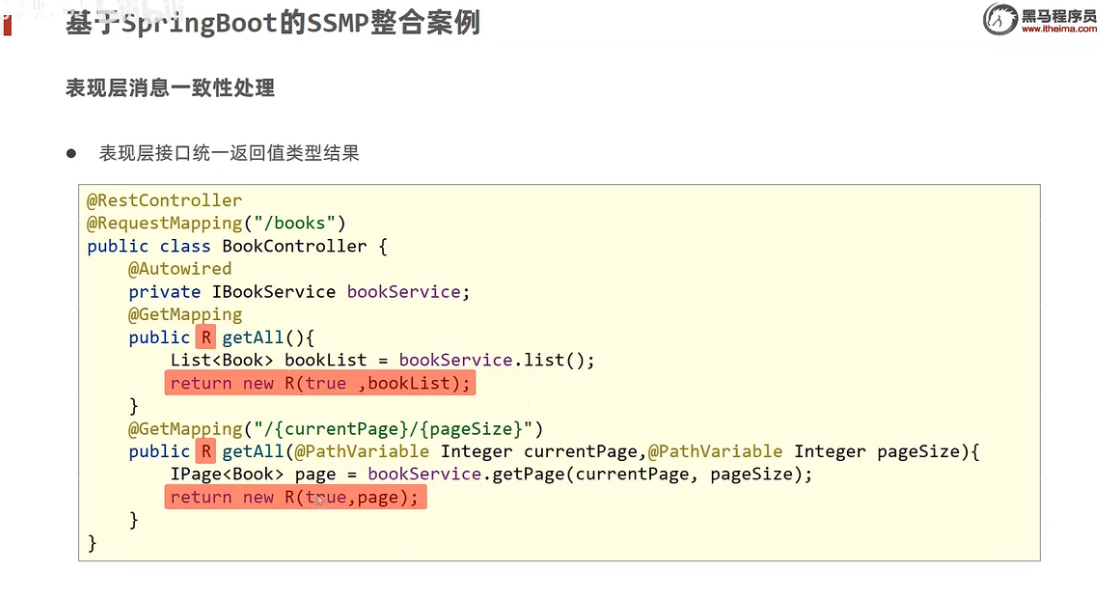 基于SpringBoot的SSMP整合案例
黑马程序员
www.itheima.com
表现层消息一致性处理
● 表现层接口统一返回值类型结果
@RestController
@RequestMapping("/books")
public class BookController {
    @Autowired
    private IBookService bookService;
    @GetMapping
    public R getAll(){
        List<Book> bookList = bookService.list();
        return new R(true ,bookList);
    }
    @GetMapping("/{currentPage}/{pageSize}")
    public R getAll(@PathVariable Integer currentPage,@PathVariable Integer pageSize){
        IPage<Book> page = bookService.getPage(currentPage, pageSize);
        return new R(true,page);
    }
}